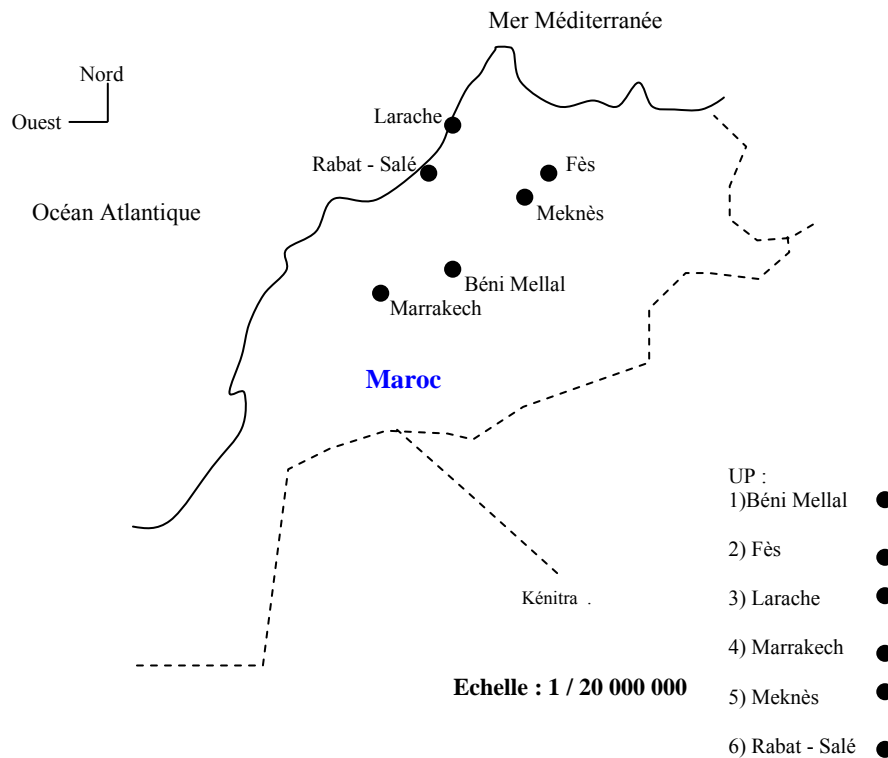 Mer Méditerranée
Nord
Ouest
Larache
Rabat - Salé
Fès
Meknès
Océan Atlantique
Béni Mellal
Marrakech
Maroc
UP :
1)Béni Mellal
2) Fès
Kénitra .
3) Larache
4) Marrakech
Echelle : 1 / 20 000 000
5) Meknès
6) Rabat - Salé